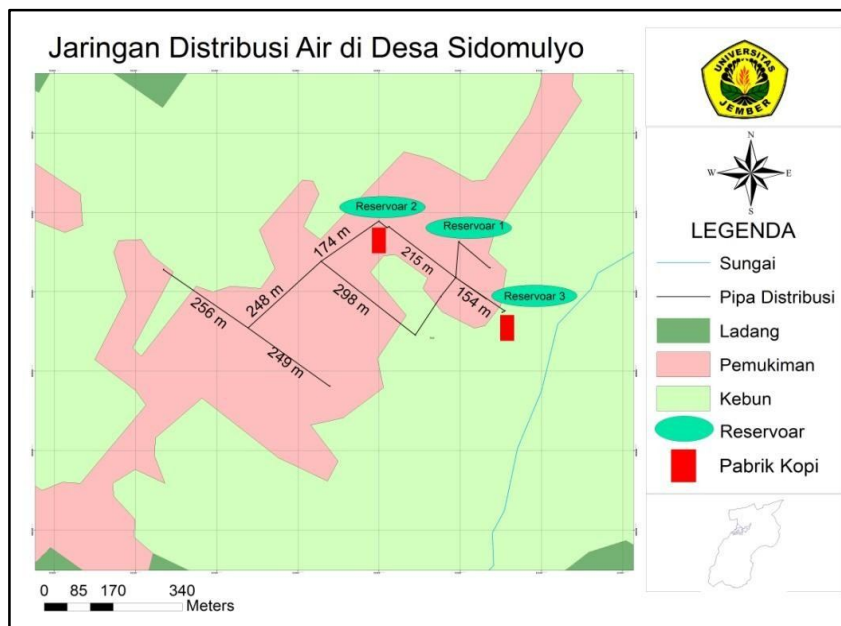 Jaringan Distribusi Air di Desa Sidomulyo
UNIVERSITAS
JEMBER
N
W
E
S
Reservoar 2
Reservoar 1
Reservoar 3
174 m
215 m
154 m
248 m
298 m
256 m
249 m
LEGENDA
Sungai
Pipa Distribusi
Ladang
Pemukiman
Kebun
Reservoar
Pabrik Kopi
0 85 170 340
Meters